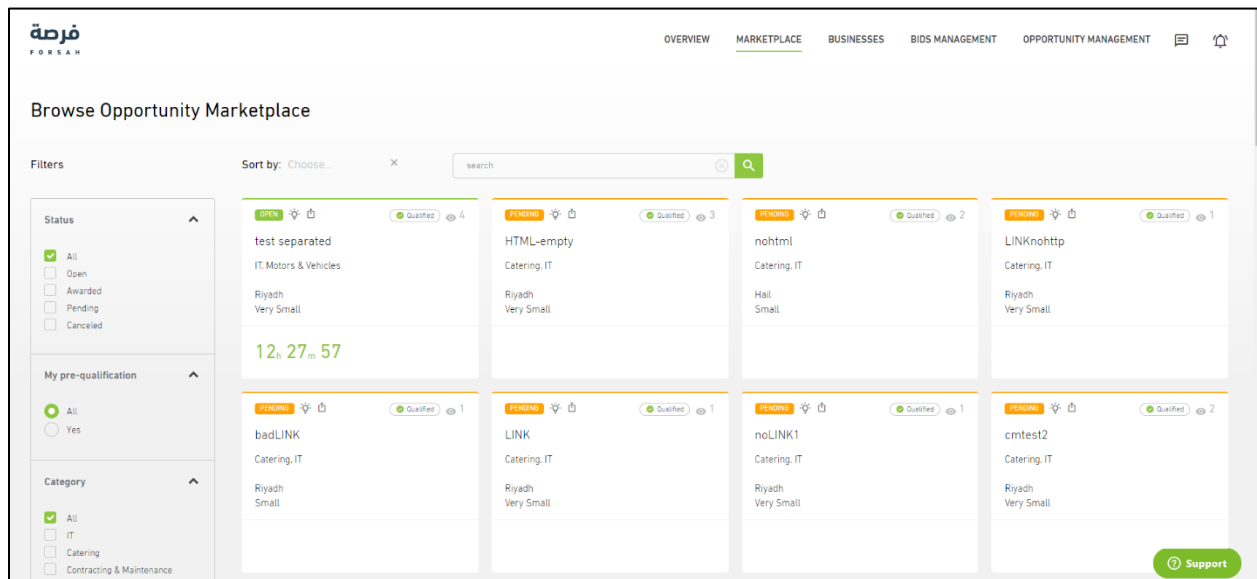 فرصة
FORSAH
OVERVIEW MARKETPLACE BUSINESSES BIDS MANAGEMENT OPPORTUNITY MANAGEMENT
Browse Opportunity Marketplace
Filters
Sort by: Choose... ×
search
Status
All
Open
Awarded
Pending
Canceled
My pre-qualification
All
Yes
Category
All
IT
Catering
Contracting & Maintenance
OPEN Qualified 4
test separated
IT, Motors & Vehicles
Riyadh
Very Small
12h 27m 57
PENDING Qualified 3
HTML-empty
Catering, IT
Riyadh
Very Small
PENDING Qualified 2
nohtml
Catering, IT
Hail
Small
PENDING Qualified 1
LINKnohttp
Catering, IT
Riyadh
Very Small
PENDING Qualified 1
badLINK
Catering, IT
Riyadh
Small
PENDING Qualified 1
LINK
Catering, IT
Riyadh
Very Small
PENDING Qualified 1
noLINK1
Catering, IT
Riyadh
Very Small
PENDING Qualified 2
cmtest2
Catering, IT
Riyadh
Very Small
Support